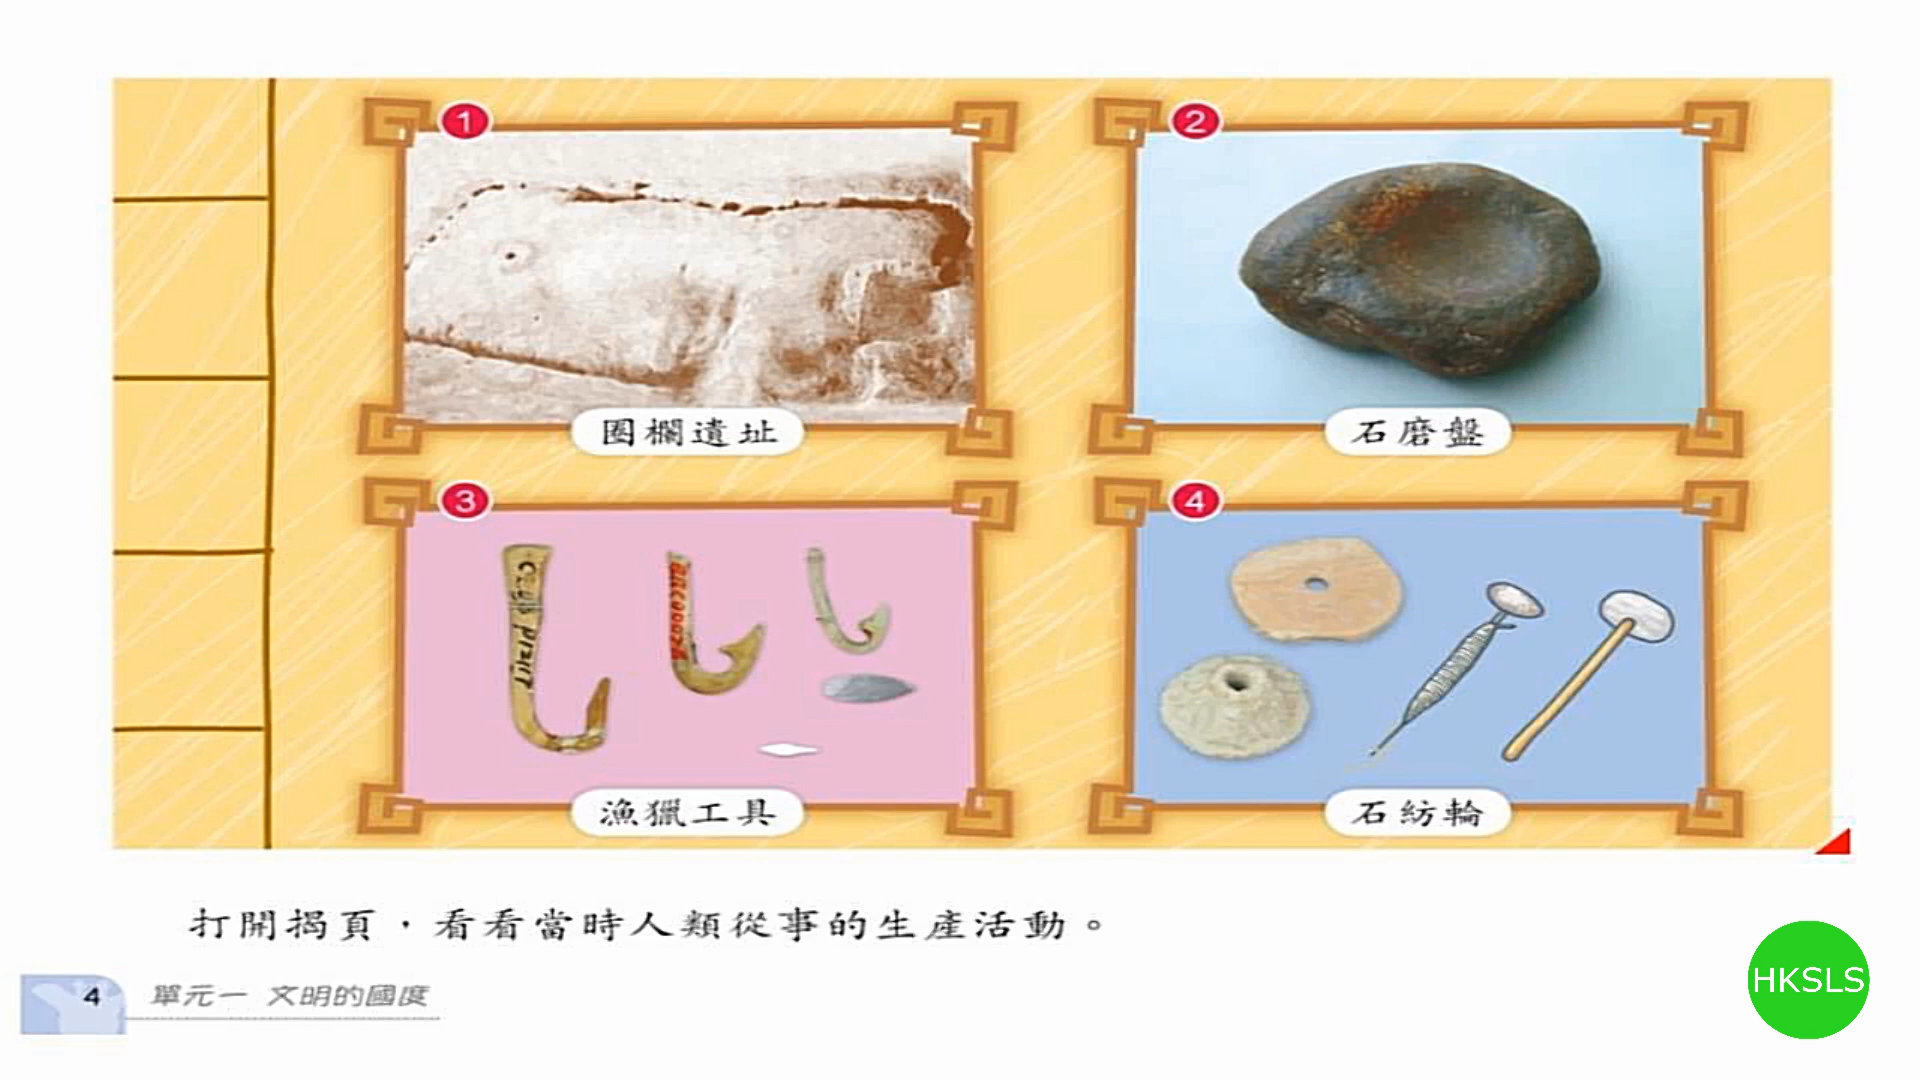 1
2
圈欄遺址
石磨盤
3
4
漁獵工具
石紡輪
打開揭頁，看看當時人類從事的生產活動。
4 單元一 文明的國度
HKSLS